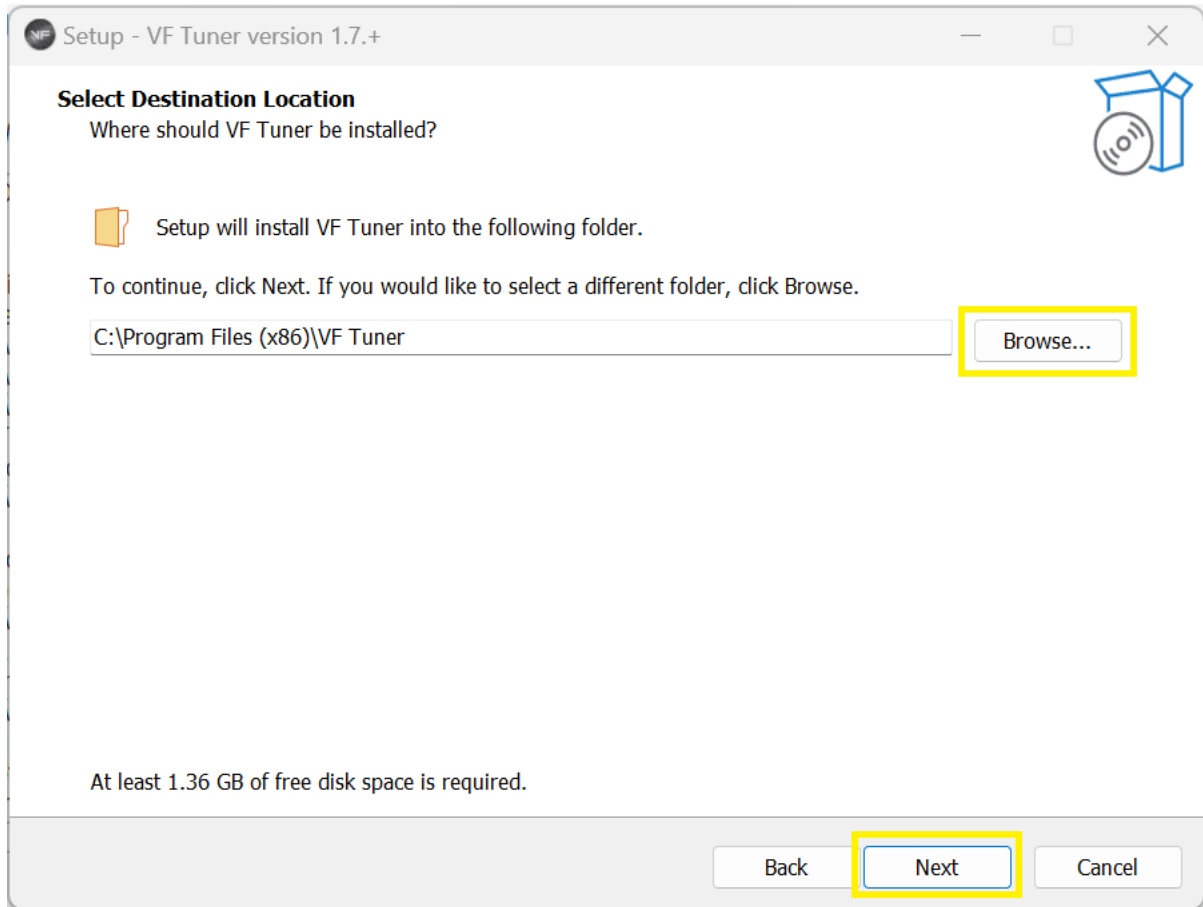 VF Setup - VF Tuner version 1.7.+
Select Destination Location
Where should VF Tuner be installed?
Setup will install VF Tuner into the following folder.
To continue, click Next. If you would like to select a different folder, click Browse.
C:\Program Files (x86)\VF Tuner Browse...
At least 1.36 GB of free disk space is required.
Back Next Cancel